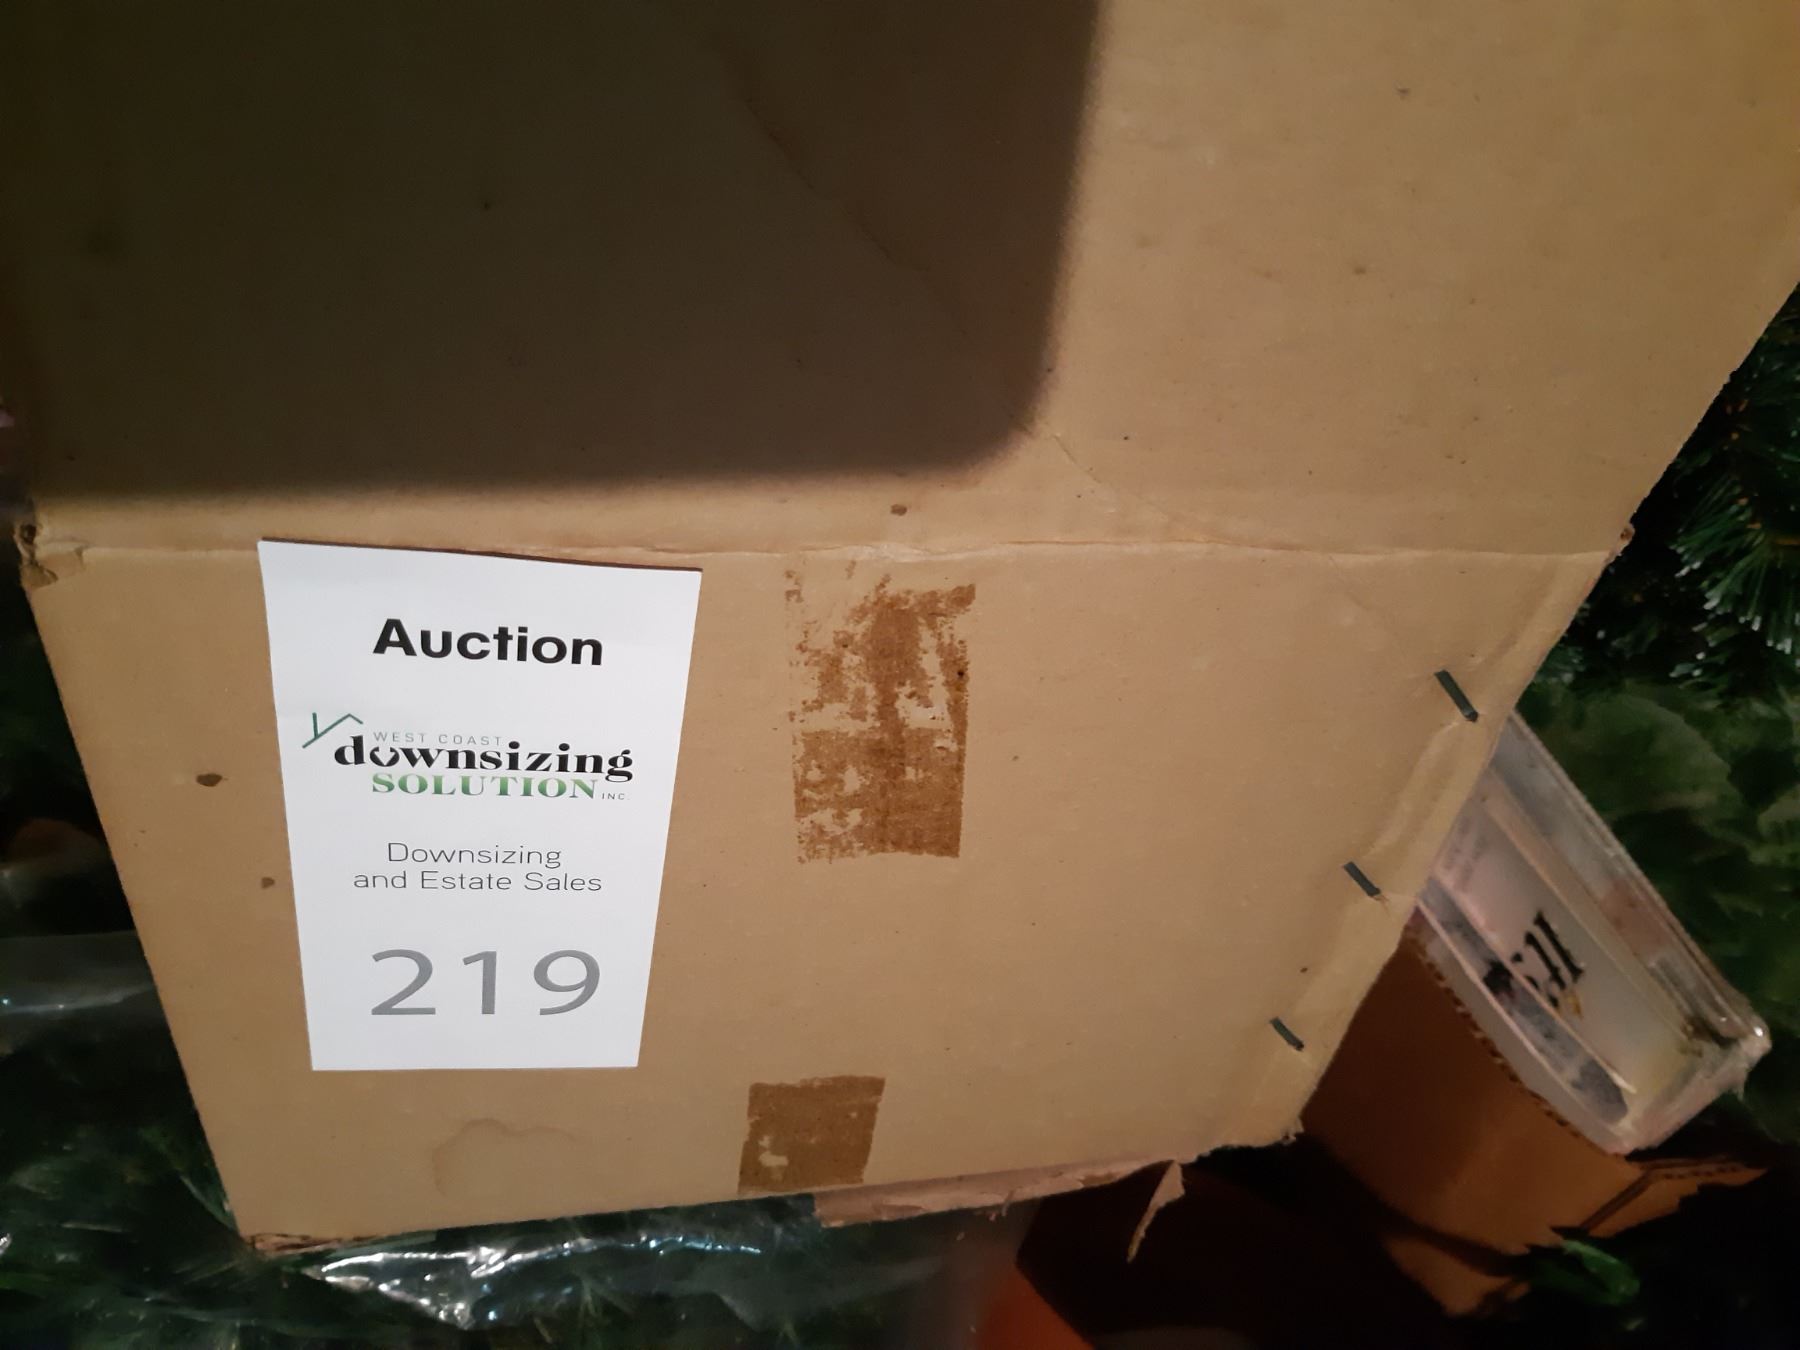 Auction
WEST COAST
downsizing
SOLUTION INC.
Downsizing
and Estate Sales
219